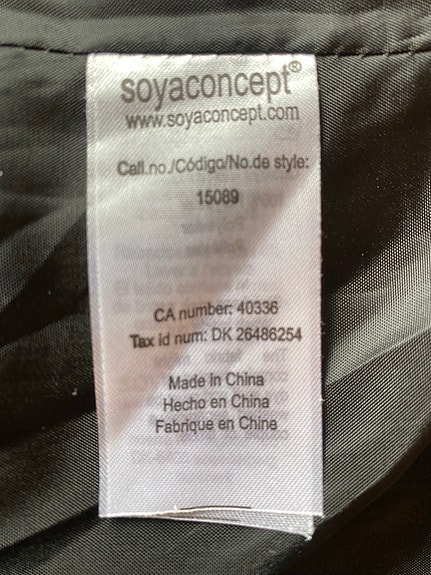 soyaconcept®
www.soyaconcept.com
Call.no./Código/No.de style:
15089
CA number: 40336
Tax id num: DK 26486254
Made in China
Hecho en China
Fabrique en Chine